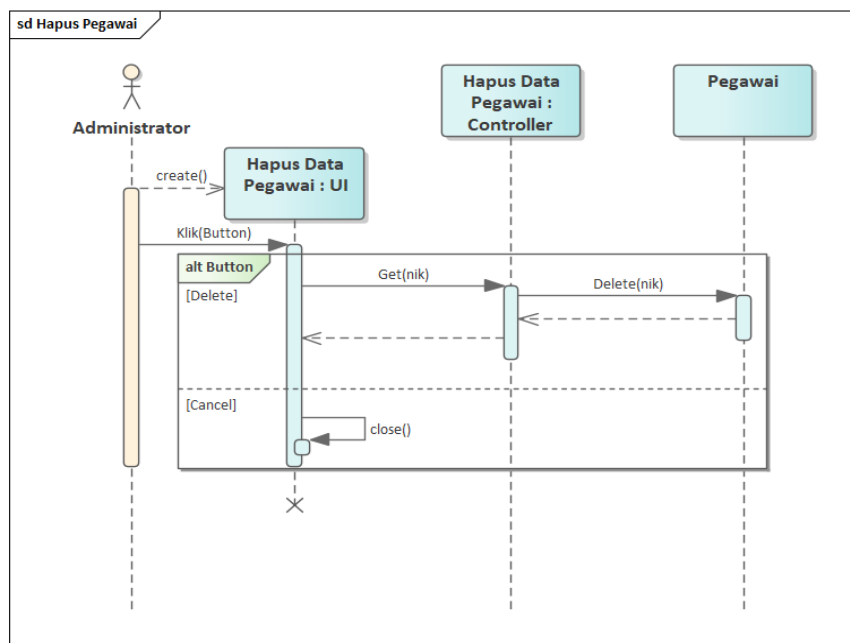 sd Hapus Pegawai
Administrator
Hapus Data
Pegawai :
Controller
Pegawai
create()
Hapus Data
Pegawai : UI
Klik(Button)
alt Button
[Delete]
Get(nik)
Delete(nik)
[Cancel]
close()